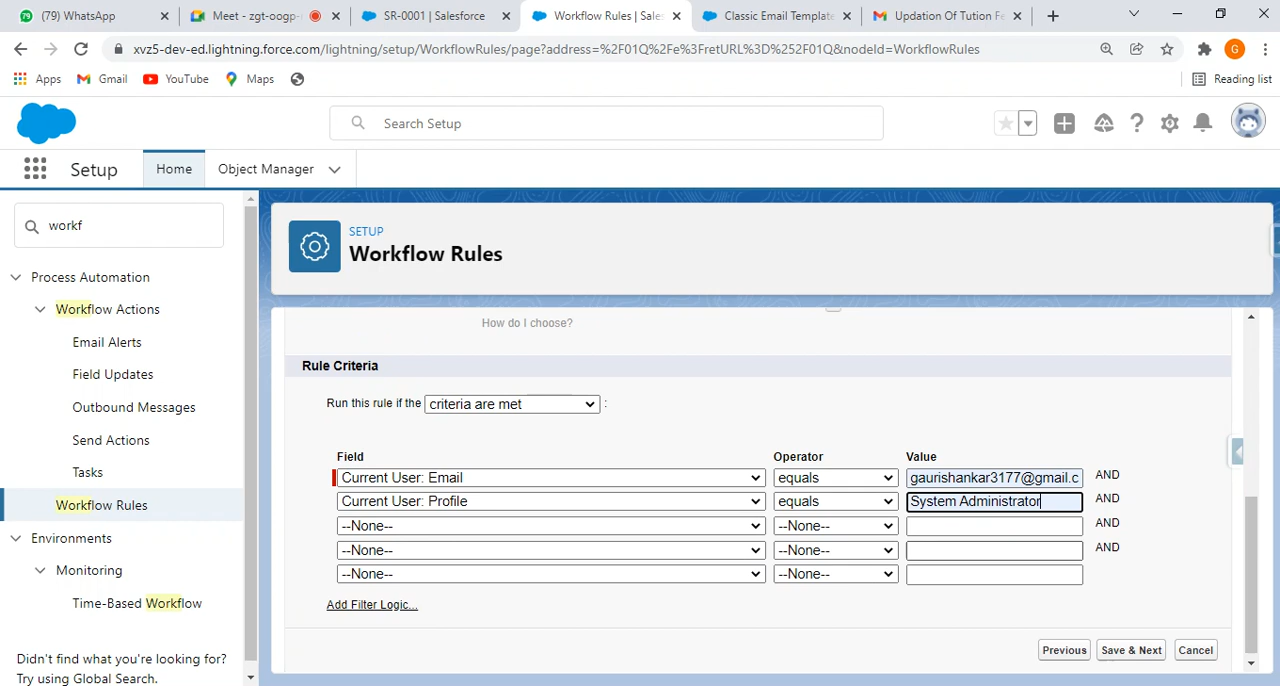 (79) WhatsApp
Meet - zgt-oogp-
SR-0001 | Salesforce
Workflow Rules | Sales
Classic Email Template
Updation Of Tution Fe
xvz5-dev-ed.lightning.force.com/lightning/setup/WorkflowRules/page?address=%2F01Q%2Fe%3FretURL%3D%252F01Q&nodeId=WorkflowRules
G
Apps
Gmail
YouTube
Maps
Reading list
Search Setup
Setup
Home
Object Manager
workf
Process Automation
Workflow Actions
Email Alerts
Field Updates
Outbound Messages
Send Actions
Tasks
Workflow Rules
Environments
Monitoring
Time-Based Workflow
Didn't find what you're looking for?
Try using Global Search.
SETUP
Workflow Rules
How do I choose?
Rule Criteria
Run this rule if the criteria are met :
Field Operator Value
Current User: Email equals gaurishankar3177@gmail.c AND
Current User: Profile equals System Administrator AND
--None-- --None-- AND
--None-- --None-- AND
--None-- --None--
Add Filter Logic...
Previous Save & Next Cancel